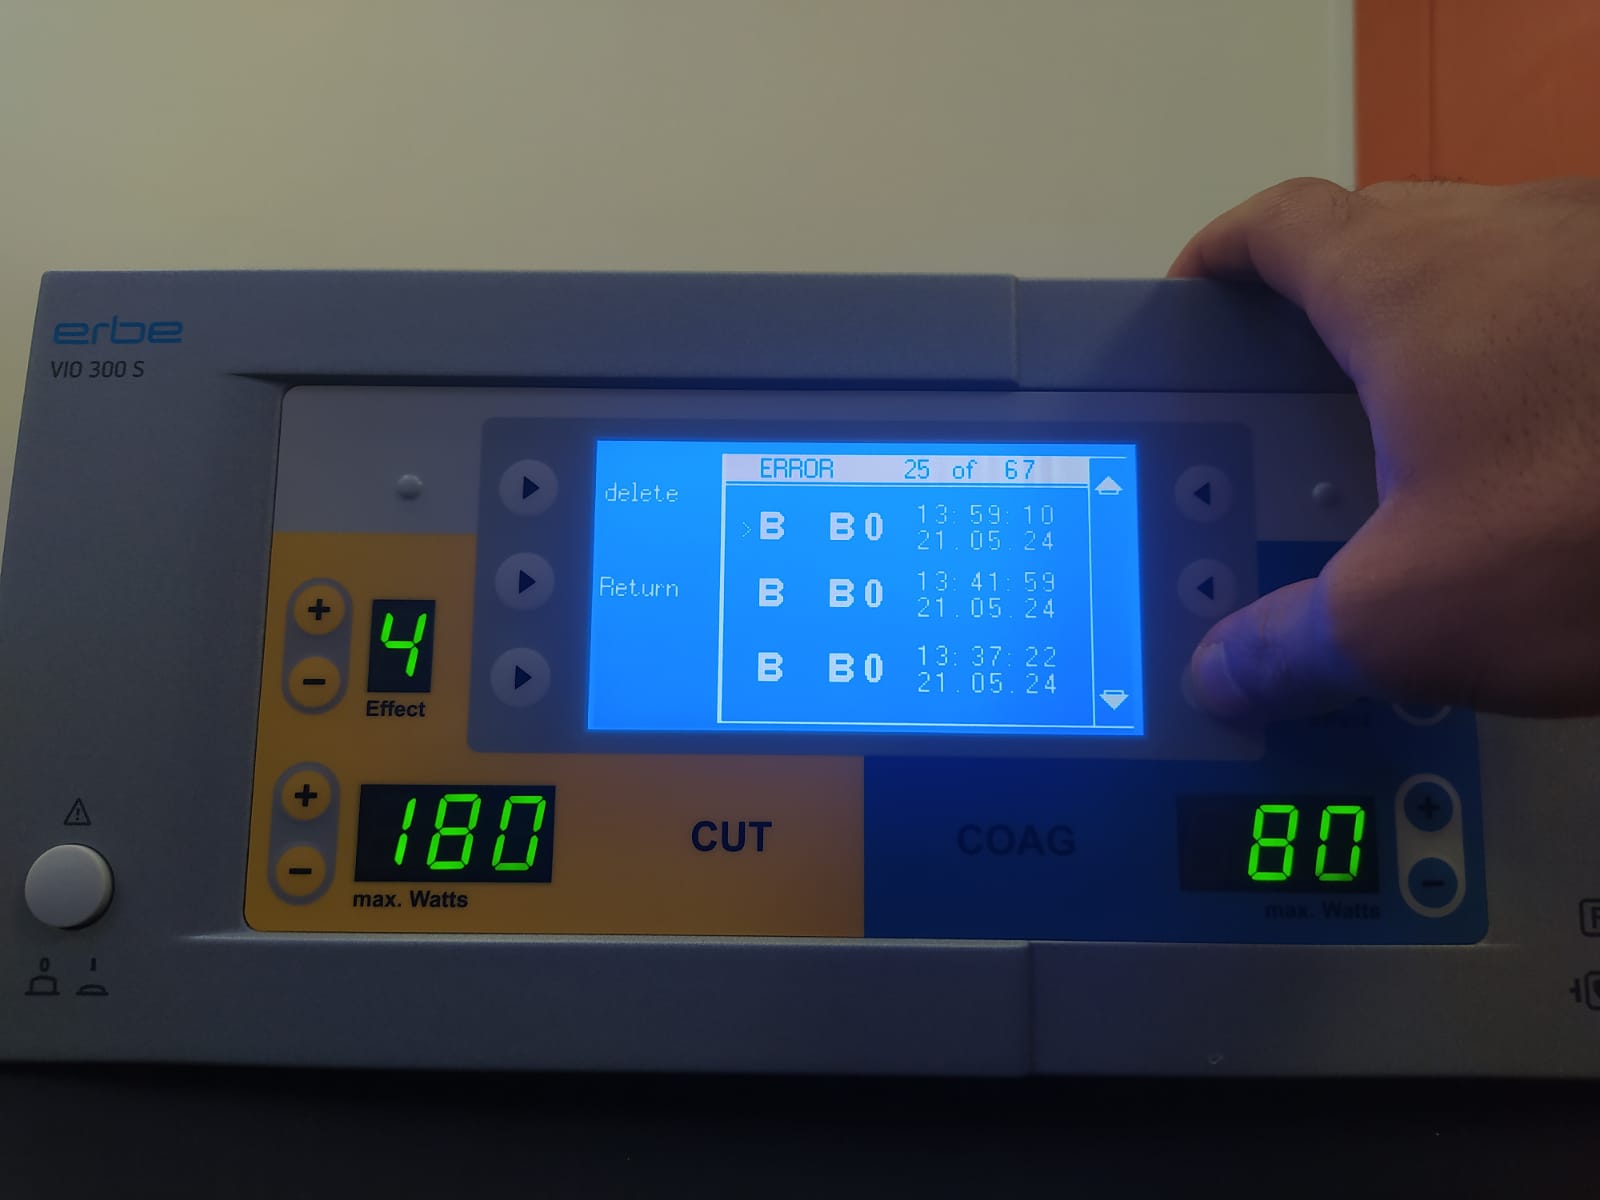 erbe
VIO 300 S
delete
Return
ERROR 25 of 67
> B B0 13:59:10
21.05.24
B B0 13:41:59
21.05.24
B B0 13:37:22
21.05.24
+
4
−
Effect
+
180
−
max. Watts
CUT
COAG
80
+
−
max. Watts
0 I